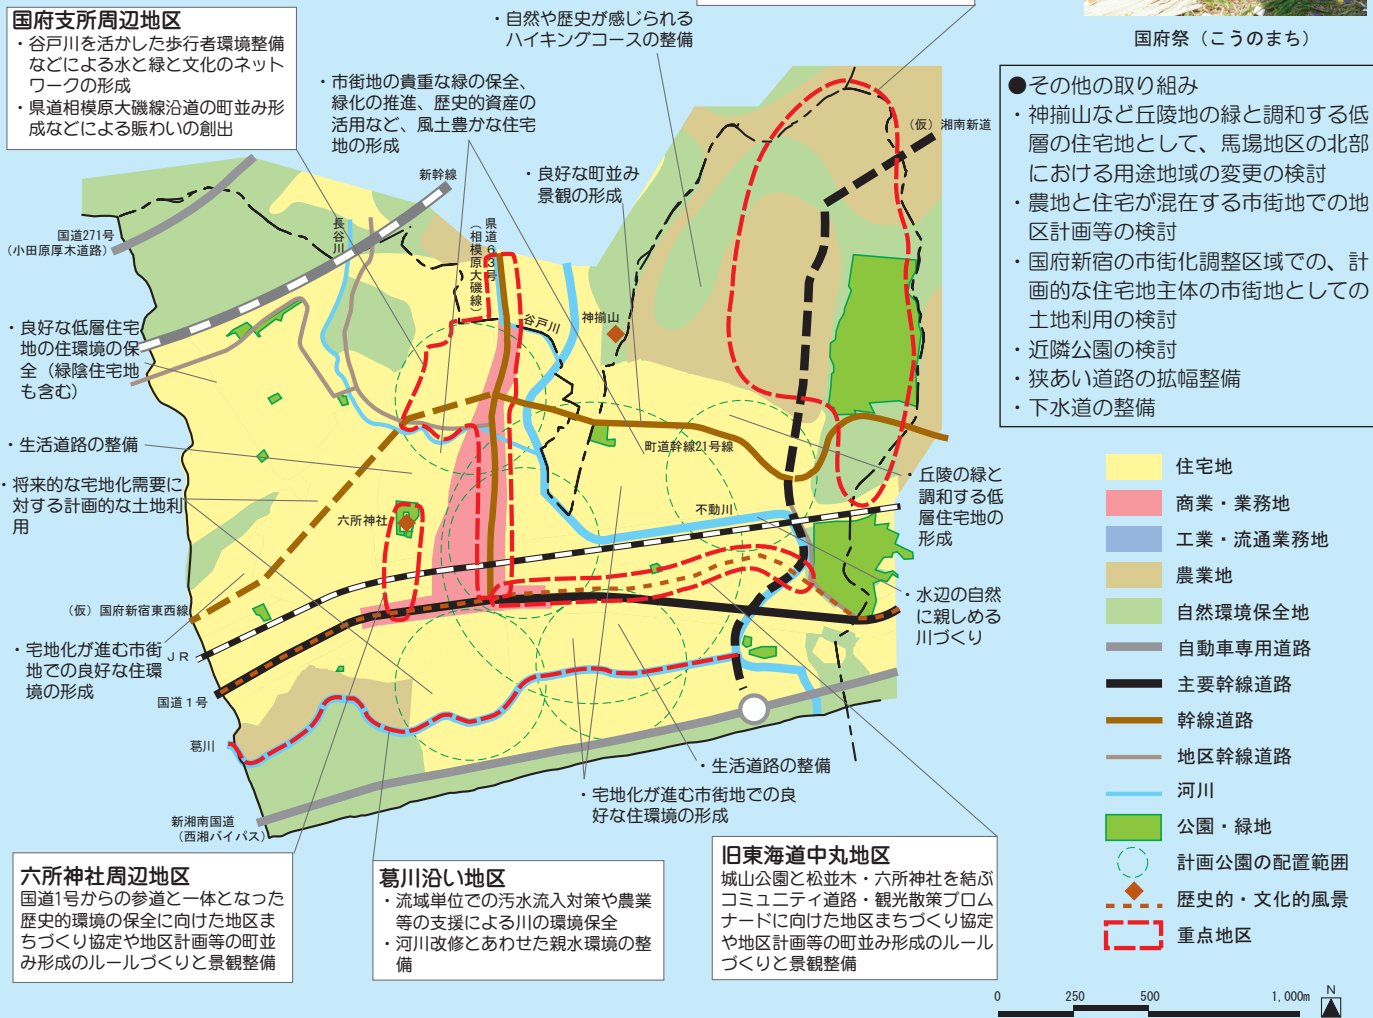 国府支所周辺地区
・谷戸川を活かした歩行者環境整備
などによる水と緑と文化のネット
ワークの形成
・県道相模原大磯線沿道の町並み形
成などによる賑わいの創出
・自然や歴史が感じられる
ハイキングコースの整備
・市街地の貴重な緑の保全、
緑化の推進、歴史的資産の
活用など、風土豊かな住宅
地の形成
・良好な町並み
景観の形成
国府祭（こうのまち）
●その他の取り組み
・神揃山など丘陵地の緑と調和する低
層の住宅地として、馬場地区の北部
における用途地域の変更の検討
・農地と住宅が混在する市街地での地
区計画等の検討
・国府新宿の市街化調整区域での、計
画的な住宅地主体の市街地としての
土地利用の検討
・近隣公園の検討
・狭あい道路の拡幅整備
・下水道の整備
（仮）湘南新道
新幹線
国道271号
（小田原厚木道路）
長谷川
県道63号
（相模原大磯線）
谷戸川
神揃山
・良好な低層住宅
地の住環境の保
全（緑陰住宅地
も含む）
・生活道路の整備
・将来的な宅地化需要に
対する計画的な土地利
用
町道幹線21号線
・丘陵の緑と
調和する低
層住宅地の
形成
六所神社
不動川
（仮）国府新宿東西線
・水辺の自然
に親しめる
川づくり
・宅地化が進む市街
地での良好な住環
境の形成
JR
国道1号
葛川
・生活道路の整備
・宅地化が進む市街地での良
好な住環境の形成
新湘南国道
（西湘バイパス）
住宅地
商業・業務地
工業・流通業務地
農業地
自然環境保全地
自動車専用道路
主要幹線道路
幹線道路
地区幹線道路
河川
公園・緑地
計画公園の配置範囲
歴史的・文化的風景
重点地区
六所神社周辺地区
国道1号からの参道と一体となった
歴史的環境の保全に向けた地区ま
ちづくり協定や地区計画等の町並
み形成のルールづくりと景観整備
葛川沿い地区
・流域単位での汚水流入対策や農業
等の支援による川の環境保全
・河川改修とあわせた親水環境の整
備
旧東海道中丸地区
城山公園と松並木・六所神社を結ぶ
コミュニティ道路・観光散策プロム
ナードに向けた地区まちづくり協定
や地区計画等の町並み形成のルール
づくりと景観整備
0 250 500 1,000m
N